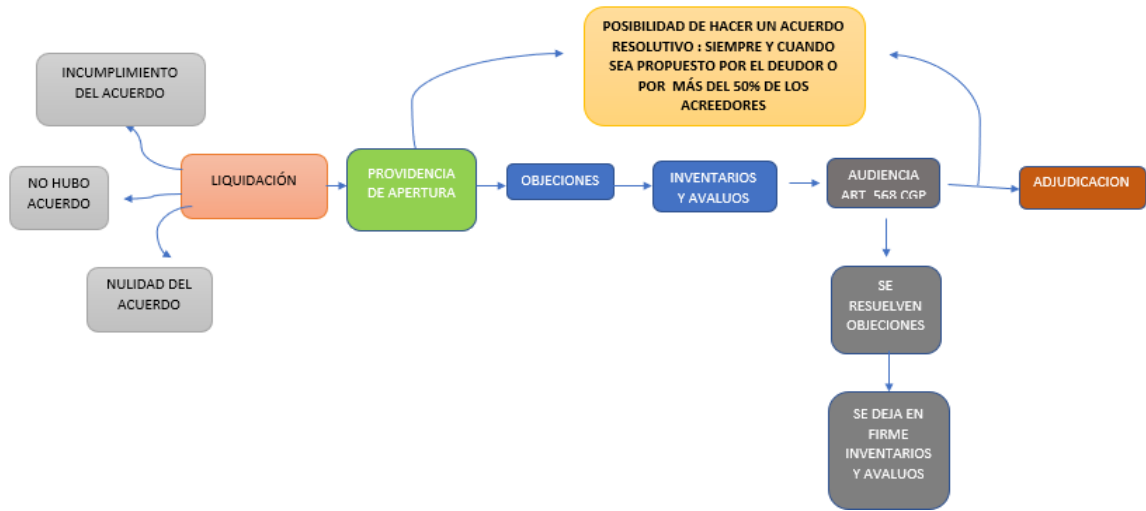 POSIBILIDAD DE HACER UN ACUERDO
RESOLUTIVO : SIEMPRE Y CUANDO
SEA PROPUESTO POR EL DEUDOR O
POR MÁS DEL 50% DE LOS
ACREEDORES
INCUMPLIMIENTO
DEL ACUERDO
NO HUBO
ACUERDO
NULIDAD DEL
ACUERDO
LIQUIDACIÓN
PROVIDENCIA
DE APERTURA
OBJECIONES
INVENTARIOS
Y AVALUOS
AUDIENCIA
ART. 568 CGP
ADJUDICACION
SE
RESUELVEN
OBJECIONES
SE DEJA EN
FIRME
INVENTARIOS
Y AVALUOS